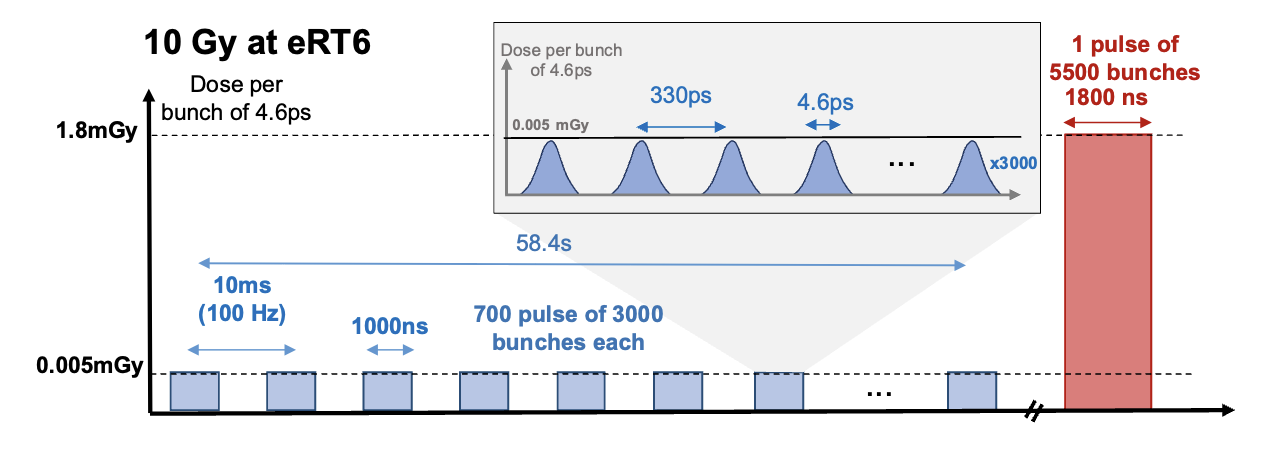 10 Gy at eRT6
Dose per
bunch of 4.6ps
1.8mGy
Dose per bunch
of 4.6ps
330ps
4.6ps
0.005 mGy
...
x3000
1 pulse of
5500 bunches
1800 ns
58.4s
10ms
(100 Hz)
1000ns
700 pulse of 3000
bunches each
0.005mGy
...